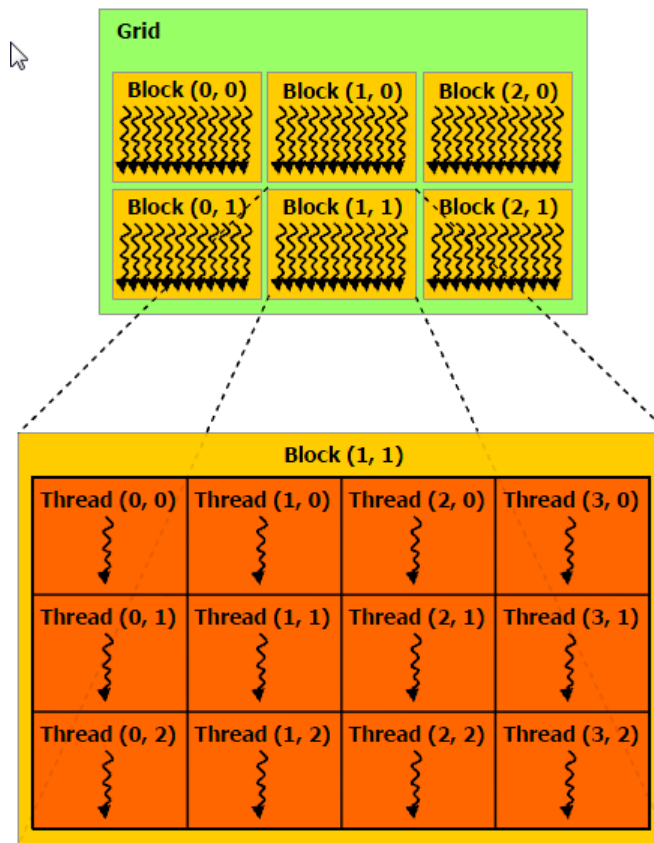 Grid
Block (0, 0) Block (1, 0) Block (2, 0)
Block (0, 1) Block (1, 1) Block (2, 1)
Block (1, 1)
Thread (0, 0) Thread (1, 0) Thread (2, 0) Thread (3, 0)
Thread (0, 1) Thread (1, 1) Thread (2, 1) Thread (3, 1)
Thread (0, 2) Thread (1, 2) Thread (2, 2) Thread (3, 2)